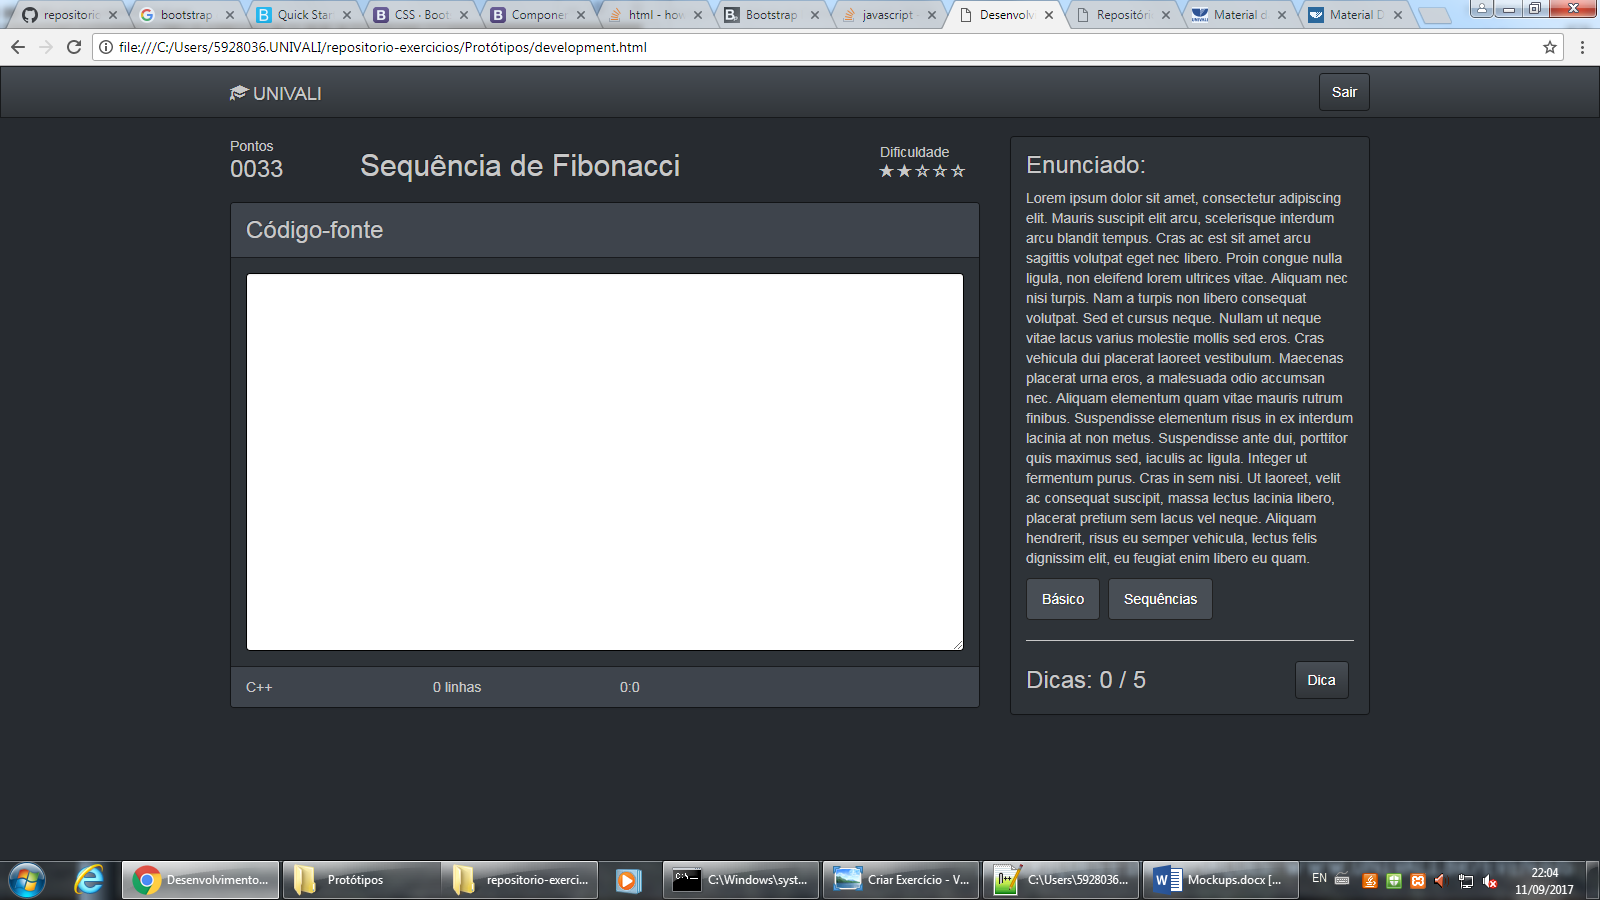 repositori
bootstrap
Quick Star
CSS · Boots
Componen
html - how
Bootstrap
javascript -
Desenvolv
Repositório
Material d
Material D
file:///C:/Users/5928036.UNIVALI/repositorio-exercicios/Protótipos/development.html
UNIVALI
Sair
Pontos
0033
Sequência de Fibonacci
Dificuldade
Código-fonte
C++
0 linhas
0:0
Enunciado:
Lorem ipsum dolor sit amet, consectetur adipiscing
elit. Mauris suscipit elit arcu, scelerisque interdum
arcu blandit tempus. Cras ac est sit amet arcu
sagittis volutpat eget nec libero. Proin congue nulla
ligula, non eleifend lorem ultrices vitae. Aliquam nec
nisi turpis. Nam a turpis non libero consequat
volutpat. Sed et cursus neque. Nullam ut neque
vitae lacus varius molestie mollis sed eros. Cras
vehicula dui placerat laoreet vestibulum. Maecenas
placerat urna eros, a malesuada odio accumsan
nec. Aliquam elementum quam vitae mauris rutrum
finibus. Suspendisse elementum risus in ex interdum
lacinia at non metus. Suspendisse ante dui, porttitor
quis maximus sed, iaculis ac ligula. Integer ut
fermentum purus. Cras in sem nisi. Ut laoreet, velit
ac consequat suscipit, massa lectus lacinia libero,
placerat pretium sem lacus vel neque. Aliquam
hendrerit, risus eu semper vehicula, lectus felis
dignissim elit, eu feugiat enim libero eu quam.
Básico
Sequências
Dicas: 0 / 5
Dica
Desenvolvimento...
Protótipos
repositorio-exerci...
C:\Windows\syst...
Criar Exercício - V...
C:\Users\5928036...
Mockups.docx [...
EN
22:04
11/09/2017